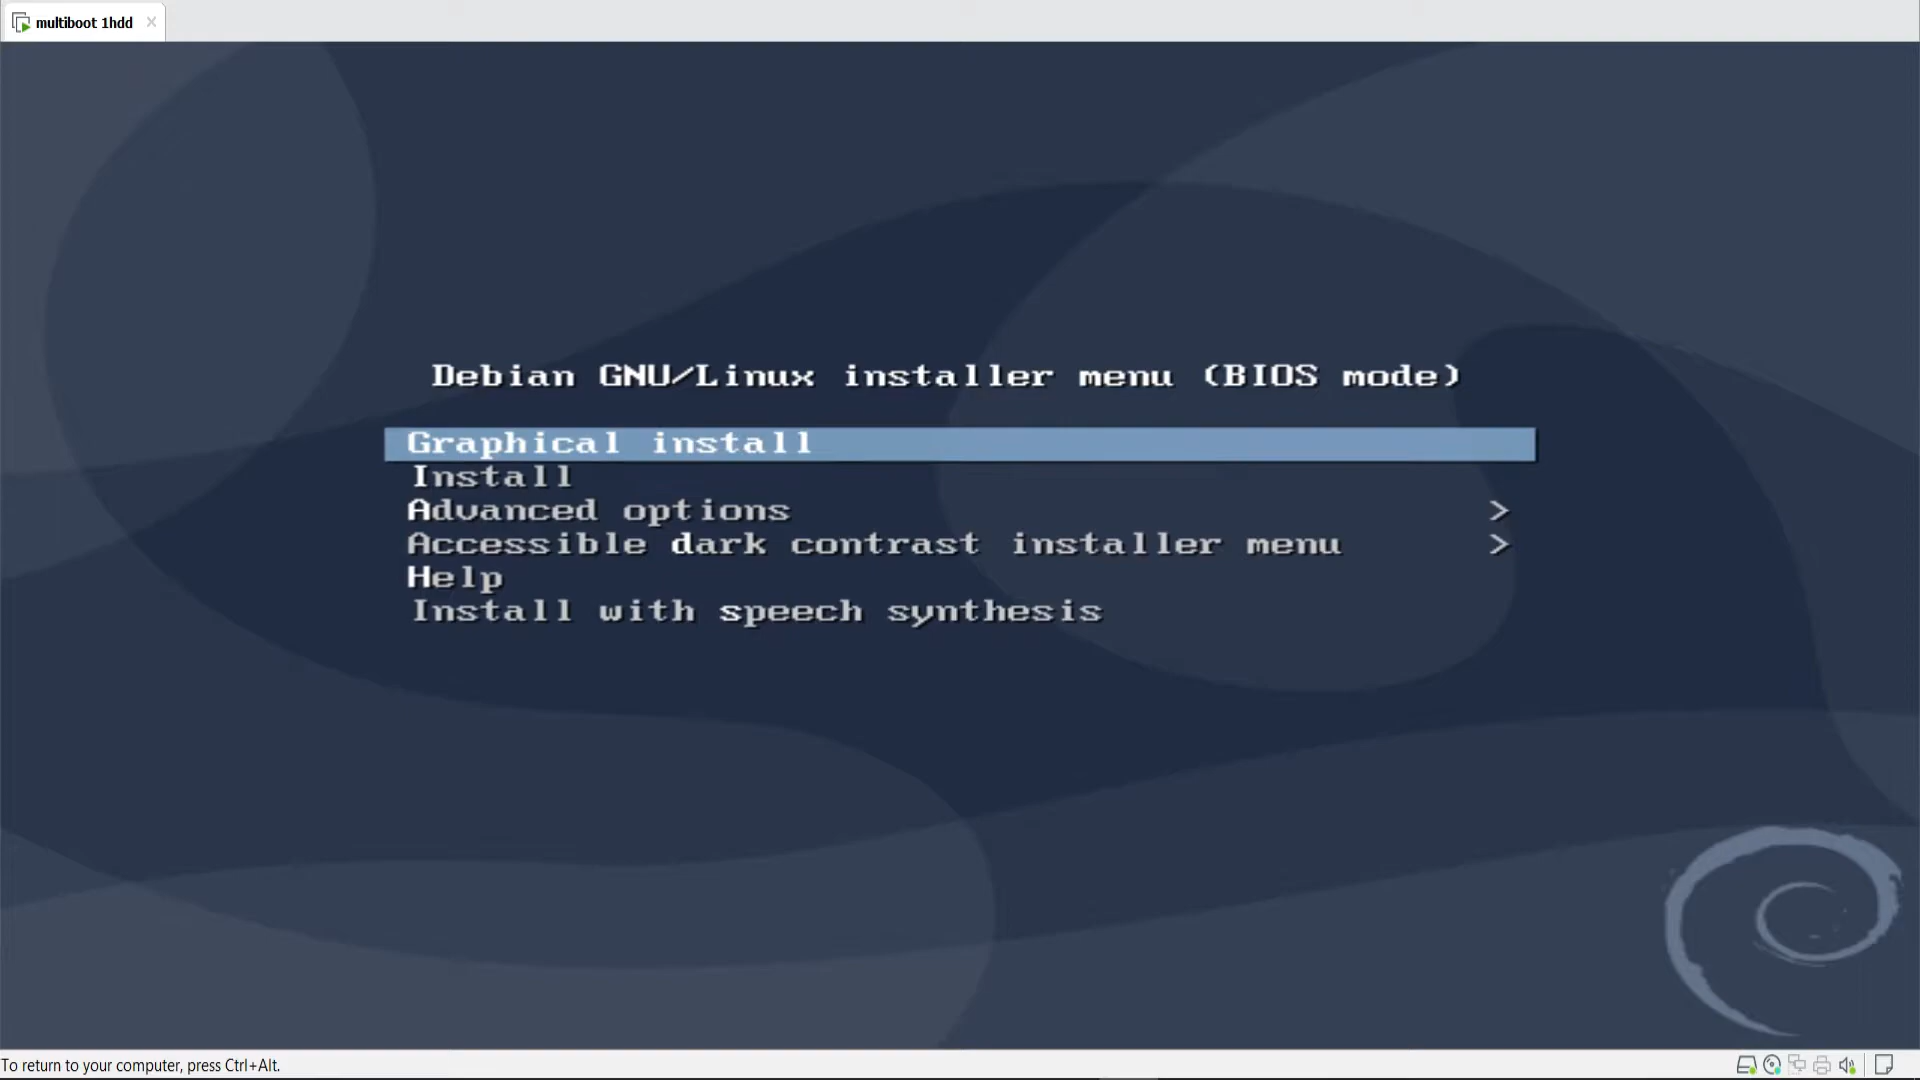 multiboot 1hdd
Debian GNU/Linux installer menu (BIOS mode)
Graphical install
Install
Advanced options >
Accessible dark contrast installer menu >
Help
Install with speech synthesis
To return to your computer, press Ctrl+Alt.